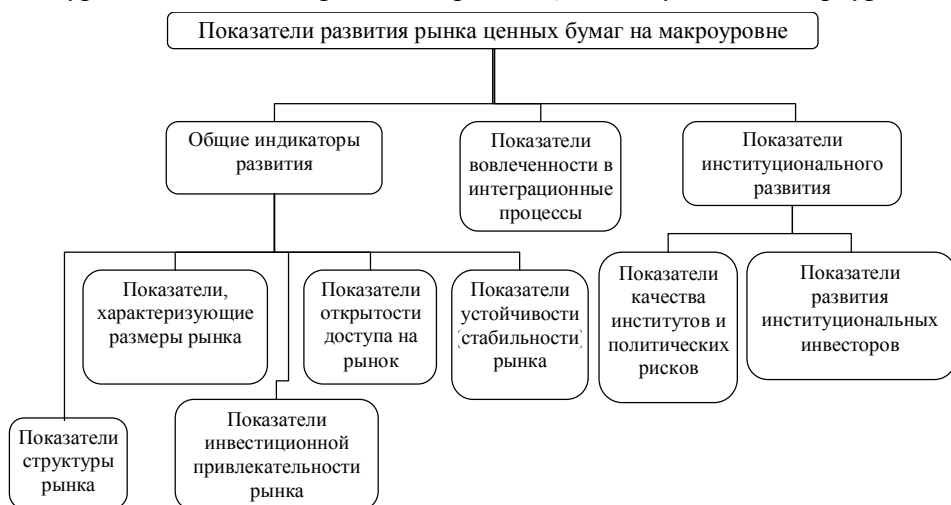 Показатели развития рынка ценных бумаг на макроуровне
Общие индикаторы
развития
Показатели
вовлеченности в
интеграционные
процессы
Показатели
институционального
развития
Показатели,
характеризующие
размеры рынка
Показатели
открытости
доступа на
рынок
Показатели
устойчивости
(стабильности)
рынка
Показатели
качества
институтов и
политических
рисков
Показатели
развития
институциональных
инвесторов
Показатели
структуры
рынка
Показатели
инвестиционной
привлекательности
рынка